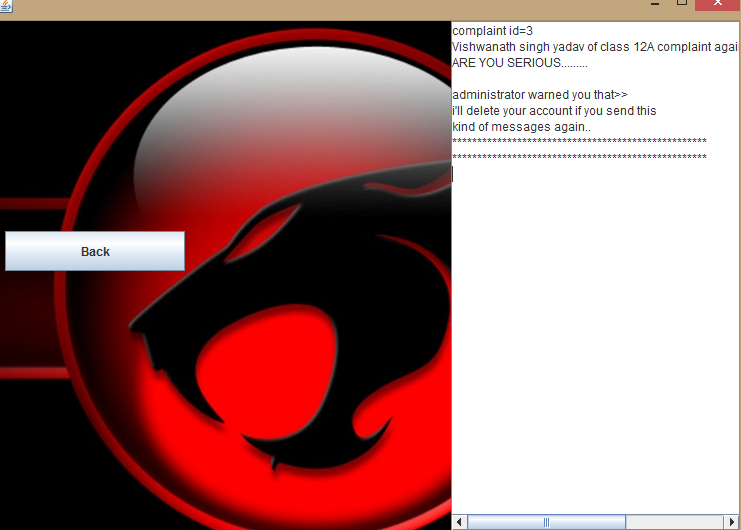 complaint id=3
Vishwanath singh yadav of class 12A complaint agai
ARE YOU SERIOUS.........
administrator warned you that>>
i'll delete your account if you send this
kind of messages again..
***************************************************
***************************************************
Back